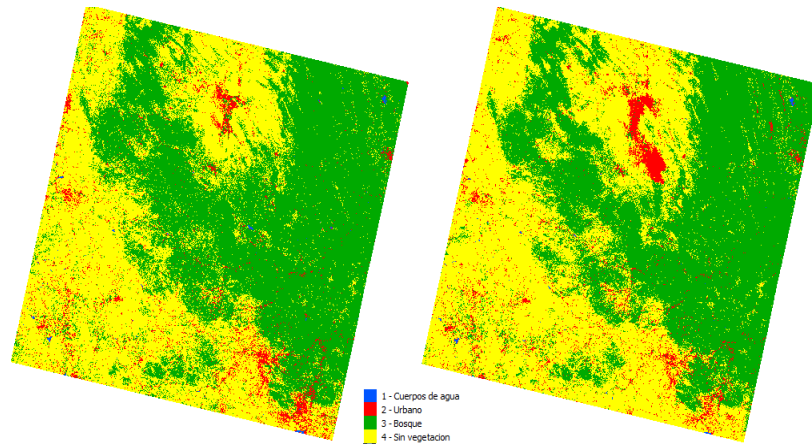 1 - Cuerpos de agua
2 - Urbano
3 - Bosque
4 - Sin vegetacion